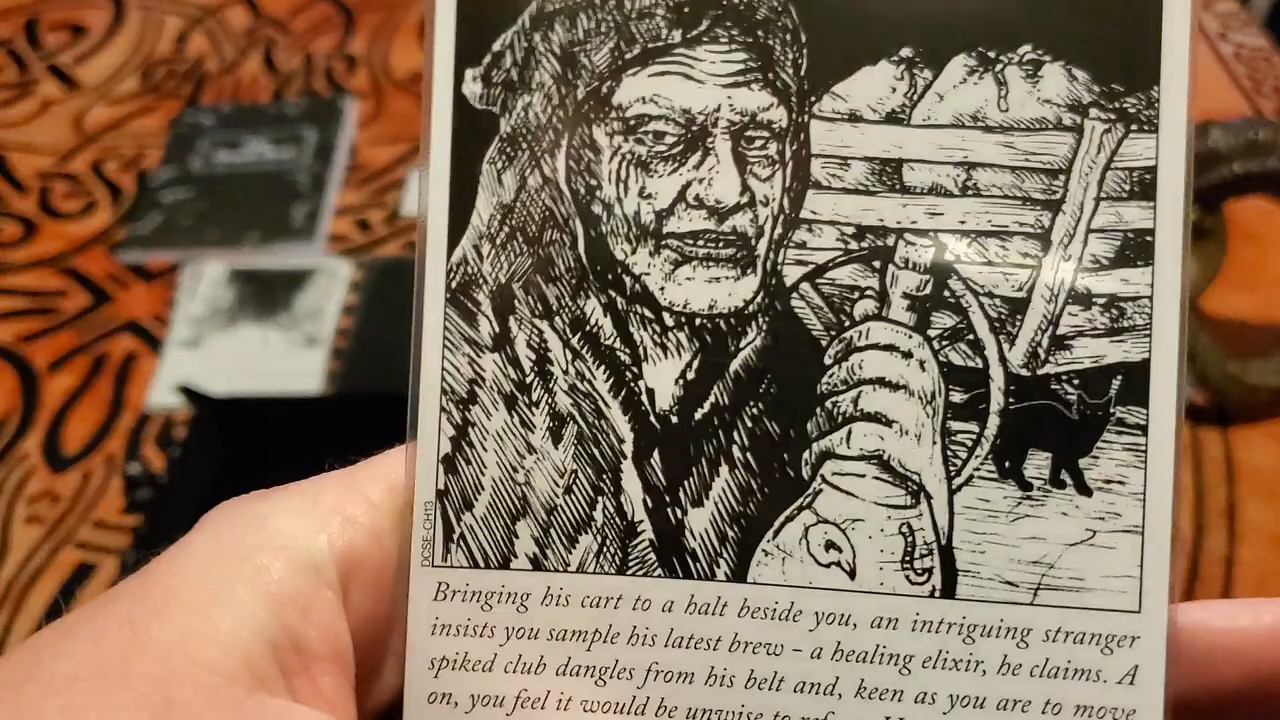 DCSE-CH13
Bringing his cart to a halt beside you, an intriguing stranger
insists you sample his latest brew – a healing elixir, he claims. A
spiked club dangles from his belt and, keen as you are to move
on, you feel it would be unwise to